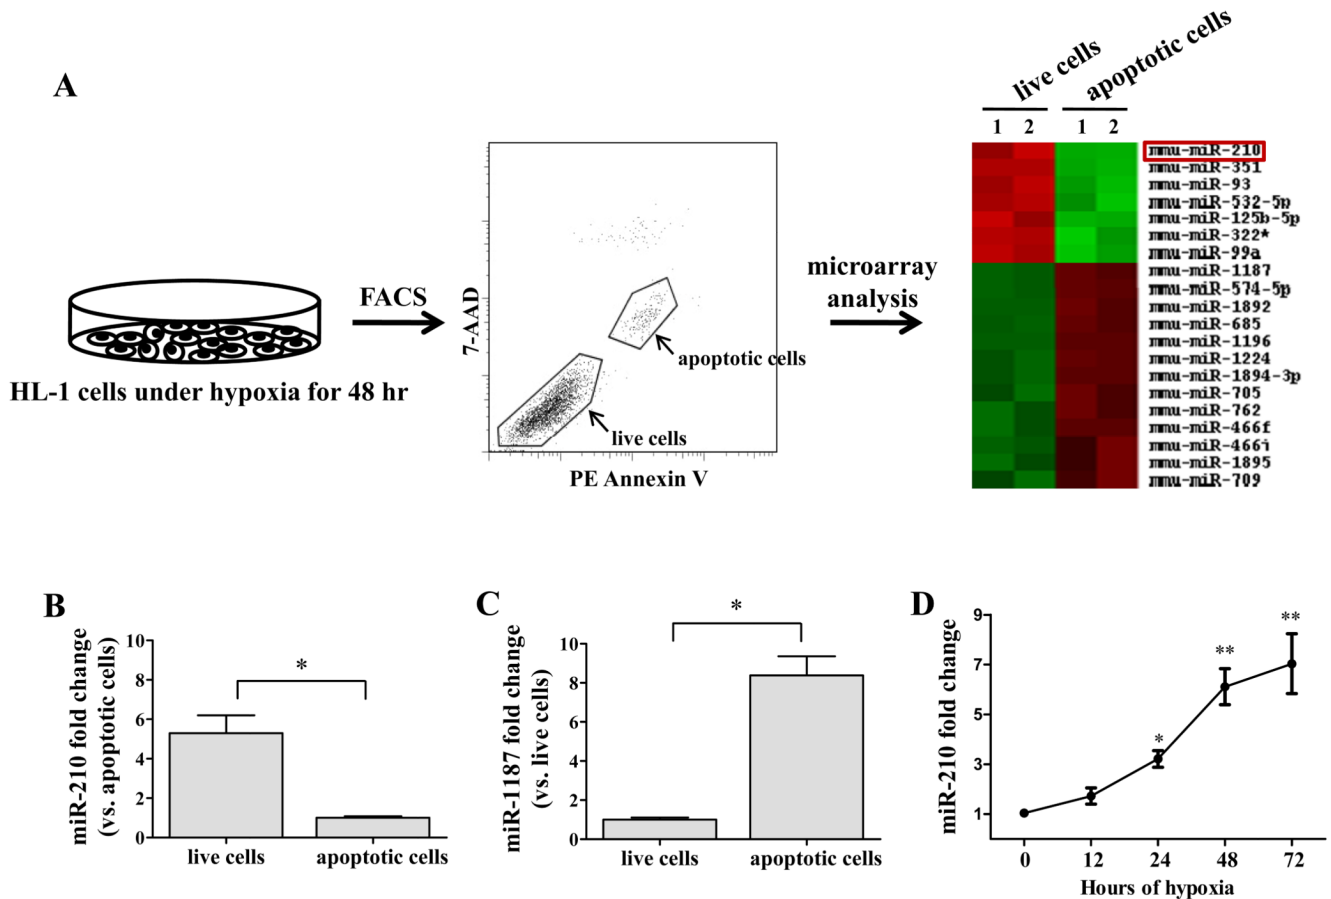 A
live cells
apoptotic cells
1 2 1 2
mmu-miR-210
mmu-miR-351
mmu-miR-93
mmu-miR-532-5p
mmu-miR-125b-5p
mmu-miR-322*
mmu-miR-99a
mmu-miR-1187
mmu-miR-574-5p
mmu-miR-1892
mmu-miR-685
mmu-miR-1196
mmu-miR-1224
mmu-miR-1894-3p
mmu-miR-705
mmu-miR-762
mmu-miR-466f
mmu-miR-466i
mmu-miR-1895
mmu-miR-709
HL-1 cells under hypoxia for 48 hr
FACS
7-AAD
apoptotic cells
live cells
PE Annexin V
microarray
analysis
B
miR-210 fold change
(vs. apoptotic cells)
10
8
6
4
2
0
*
live cells
apoptotic cells
C
miR-1187 fold change
(vs. live cells)
10
8
6
4
2
0
*
live cells
apoptotic cells
D
miR-210 fold change
9
7
5
3
1
*
**
**
0 12 24 48 72
Hours of hypoxia